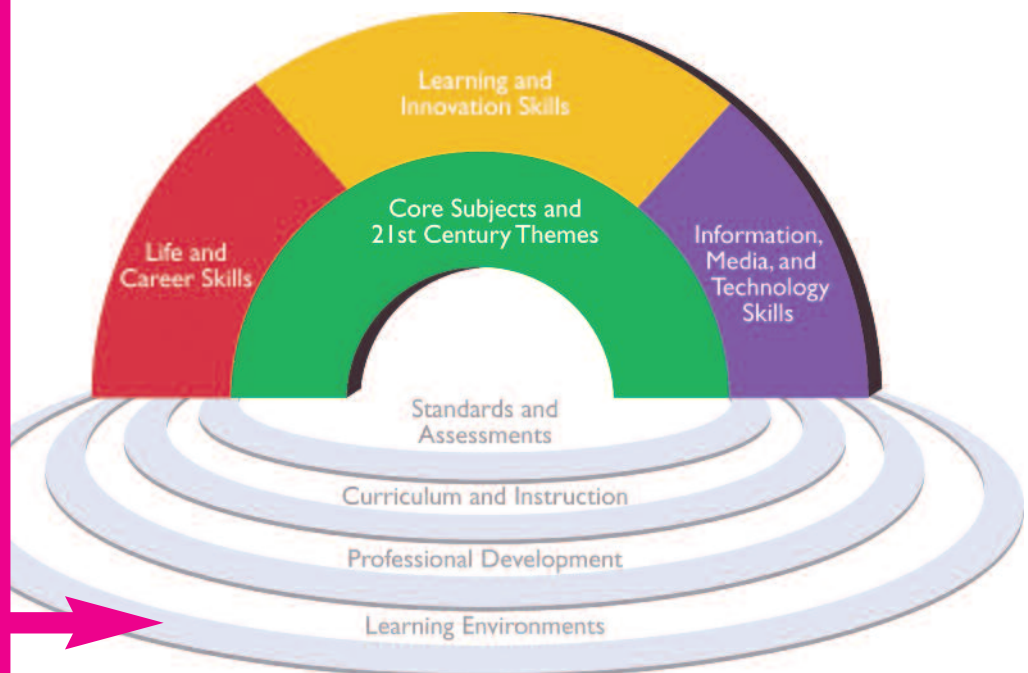 Learning and
Innovation Skills
Core Subjects and
21st Century Themes
Life and
Career Skills
Information,
Media, and
Technology
Skills
Standards and
Assessments
Curriculum and Instruction
Professional Development
Learning Environments